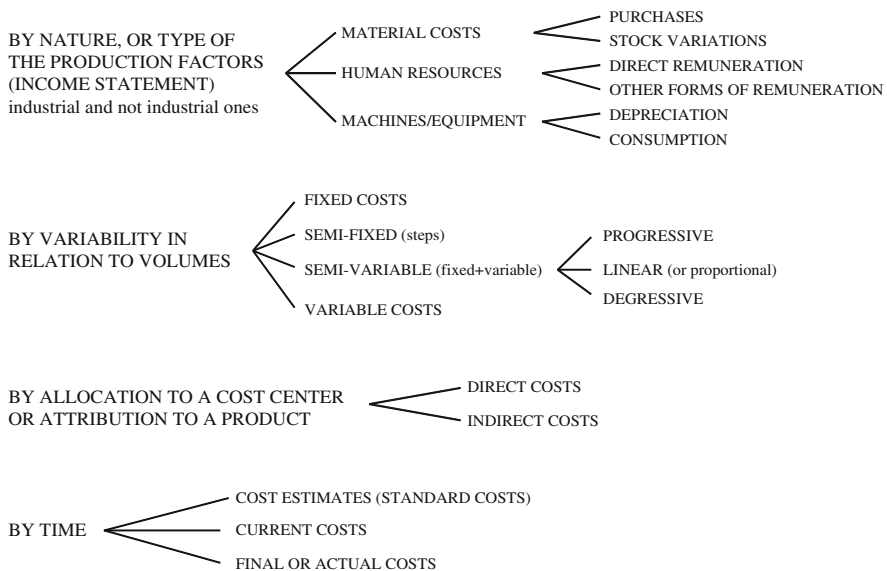 BY NATURE, OR TYPE OF
THE PRODUCTION FACTORS
(INCOME STATEMENT)
industrial and not industrial ones
MATERIAL COSTS
PURCHASES
STOCK VARIATIONS
HUMAN RESOURCES
DIRECT REMUNERATION
OTHER FORMS OF REMUNERATION
MACHINES/EQUIPMENT
DEPRECIATION
CONSUMPTION
BY VARIABILITY IN
RELATION TO VOLUMES
FIXED COSTS
SEMI-FIXED (steps)
SEMI-VARIABLE (fixed+variable)
PROGRESSIVE
LINEAR (or proportional)
DEGRESSIVE
VARIABLE COSTS
BY ALLOCATION TO A COST CENTER
OR ATTRIBUTION TO A PRODUCT
DIRECT COSTS
INDIRECT COSTS
BY TIME
COST ESTIMATES (STANDARD COSTS)
CURRENT COSTS
FINAL OR ACTUAL COSTS